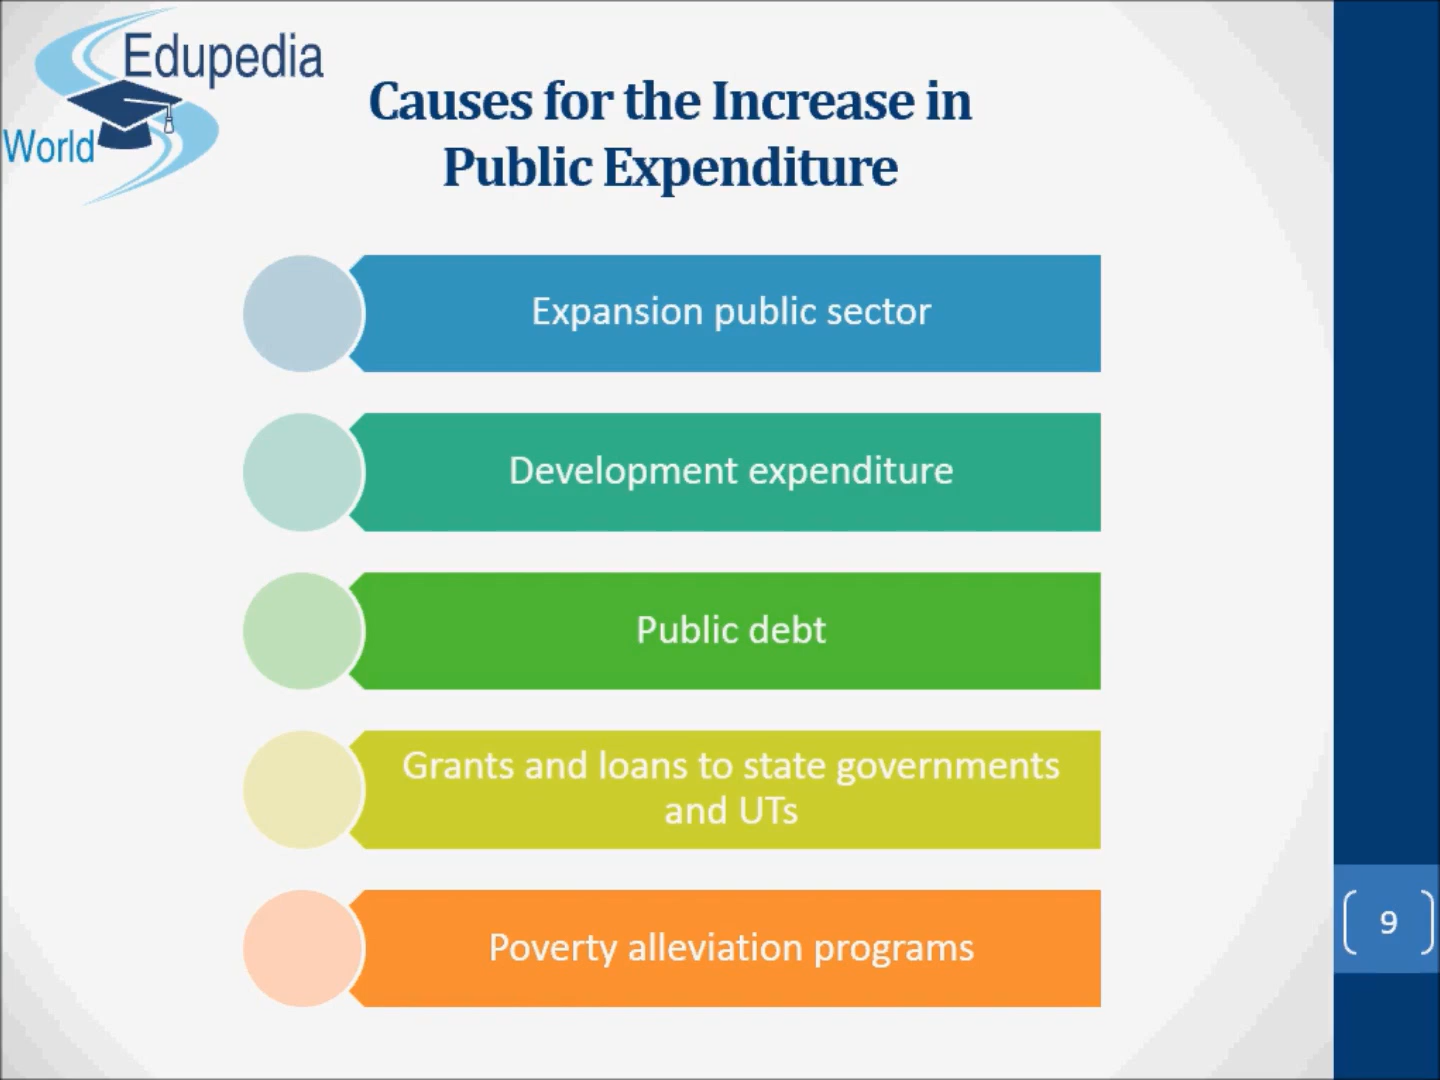 Edupedia
World
Causes for the Increase in
Public Expenditure
Expansion public sector
Development expenditure
Public debt
Grants and loans to state governments
and UTs
Poverty alleviation programs
9